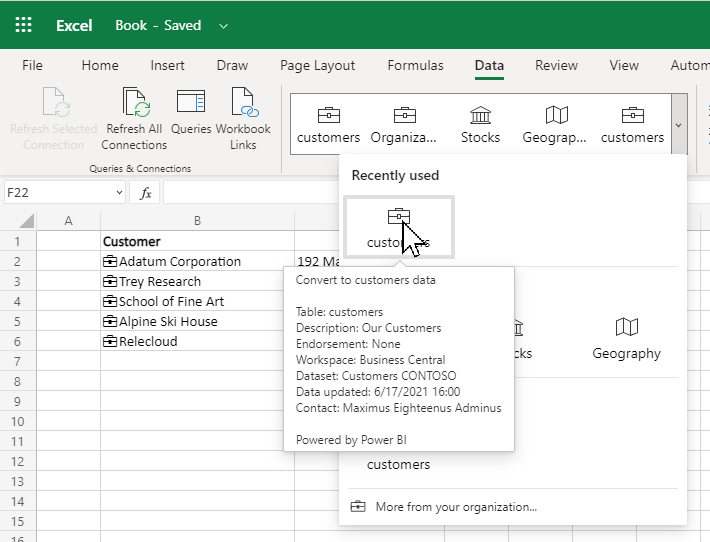 Excel Book - Saved
File Home Insert Draw Page Layout Formulas Data Review View Autom
Refresh Selected Connection
Refresh All Connections
Queries
Workbook Links
Queries & Connections
customers Organiza... Stocks Geograp... customers
Recently used
customers
F22 fx
A B
1 Customer
2 Adatum Corporation 192 Ma
3 Trey Research
4 School of Fine Art
5 Alpine Ski House
6 Relecloud
7
8
9
10
11
12
13
14
15
Convert to customers data
Table: customers
Description: Our Customers
Endorsement: None
Workspace: Business Central
Dataset: Customers CONTOSO
Data updated: 6/17/2021 16:00
Contact: Maximus Eighteenus Adminus
Powered by Power BI
cks Geography
customers
More from your organization...